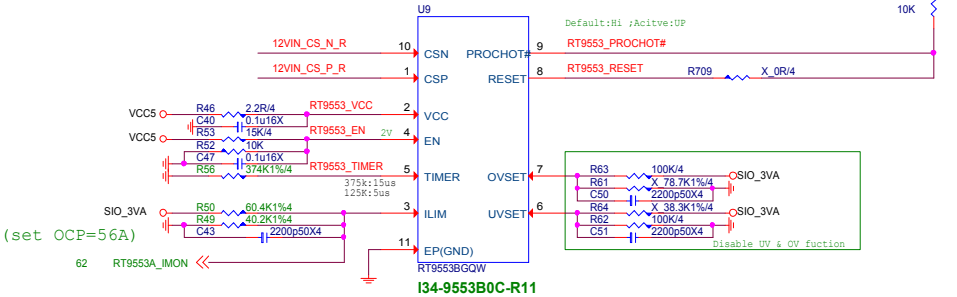 U9
10K
Default:Hi ;Acitve:UP
12VIN_CS_N_R
10
CSN
PROCHOT#
9
RT9553_PROCHOT#
12VIN_CS_P_R
1
CSP
RESET
8
RT9553_RESET
R709
X_0R/4
VCC5
R46
2.2R/4
RT9553_VCC
2
VCC
C40
0.1u16X
VCC5
R53
15K/4
RT9553_EN
2V
4
EN
R52
10K
C47
0.1u16X
R56
374K1%/4
RT9553_TIMER
5
TIMER
375k:15us
125K:5us
OVSET
7
R63
100K/4
SIO_3VA
R61
X_78.7K1%/4
C50
2200p50X4
SIO_3VA
R50
60.4K1%/4
3
ILIM
UVSET
6
R64
X_38.3K1%/4
SIO_3VA
R49
40.2K1%/4
R62
100K/4
(set OCP=56A)
C43
2200p50X4
C51
2200p50X4
Disable UV & OV fuction
11
EP(GND)
62
RT9553A_IMON
RT9553BGQW
I34-9553B0C-R11